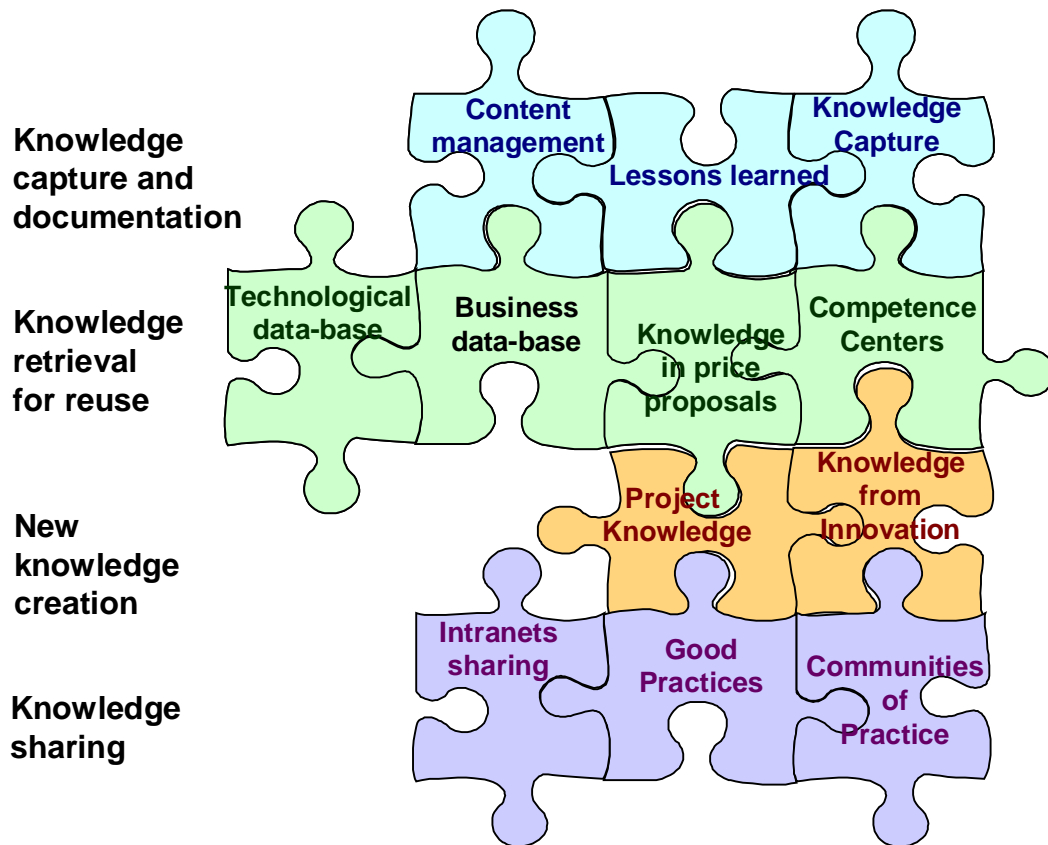 Knowledge
capture and
documentation
Content
management
Lessons learned
Knowledge
Capture
Knowledge
retrieval
for reuse
Technological
data-base
Business
data-base
Knowledge
in price
proposals
Competence
Centers
New
knowledge
creation
Project
Knowledge
Knowledge
from
Innovation
Knowledge
sharing
Intranets
sharing
Good
Practices
Communities
of
Practice